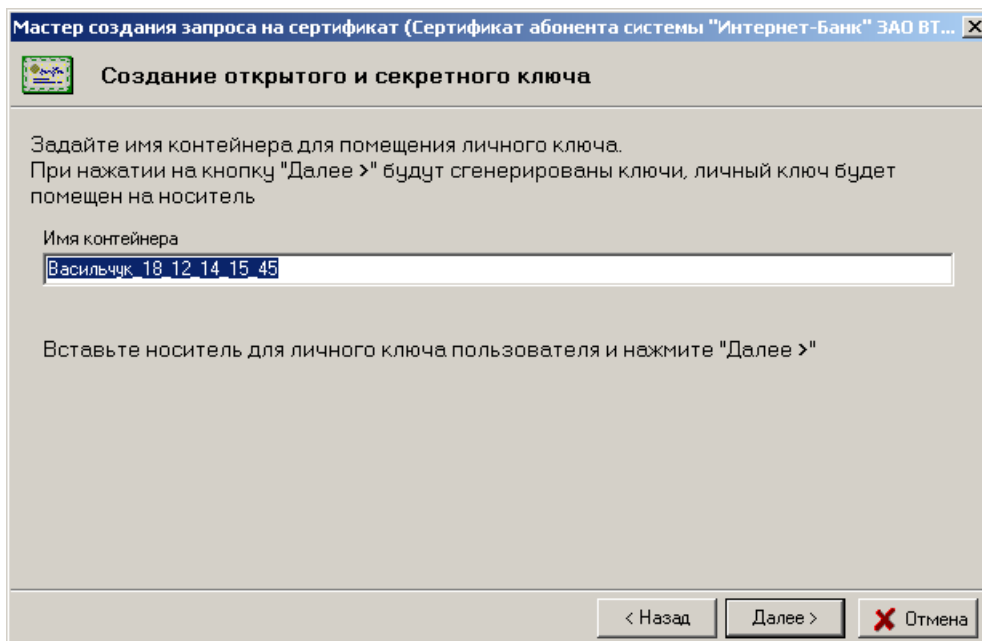 Мастер создания запроса на сертификат (Сертификат абонента системы "Интернет-Банк" ЗАО ВТ...
Создание открытого и секретного ключа
Задайте имя контейнера для помещения личного ключа.
При нажатии на кнопку "Далее >" будут сгенерированы ключи, личный ключ будет
помещен на носитель
Имя контейнера
Васильчук_18_12_14_15_45
Вставьте носитель для личного ключа пользователя и нажмите "Далее >"
< Назад
Далее >
Отмена